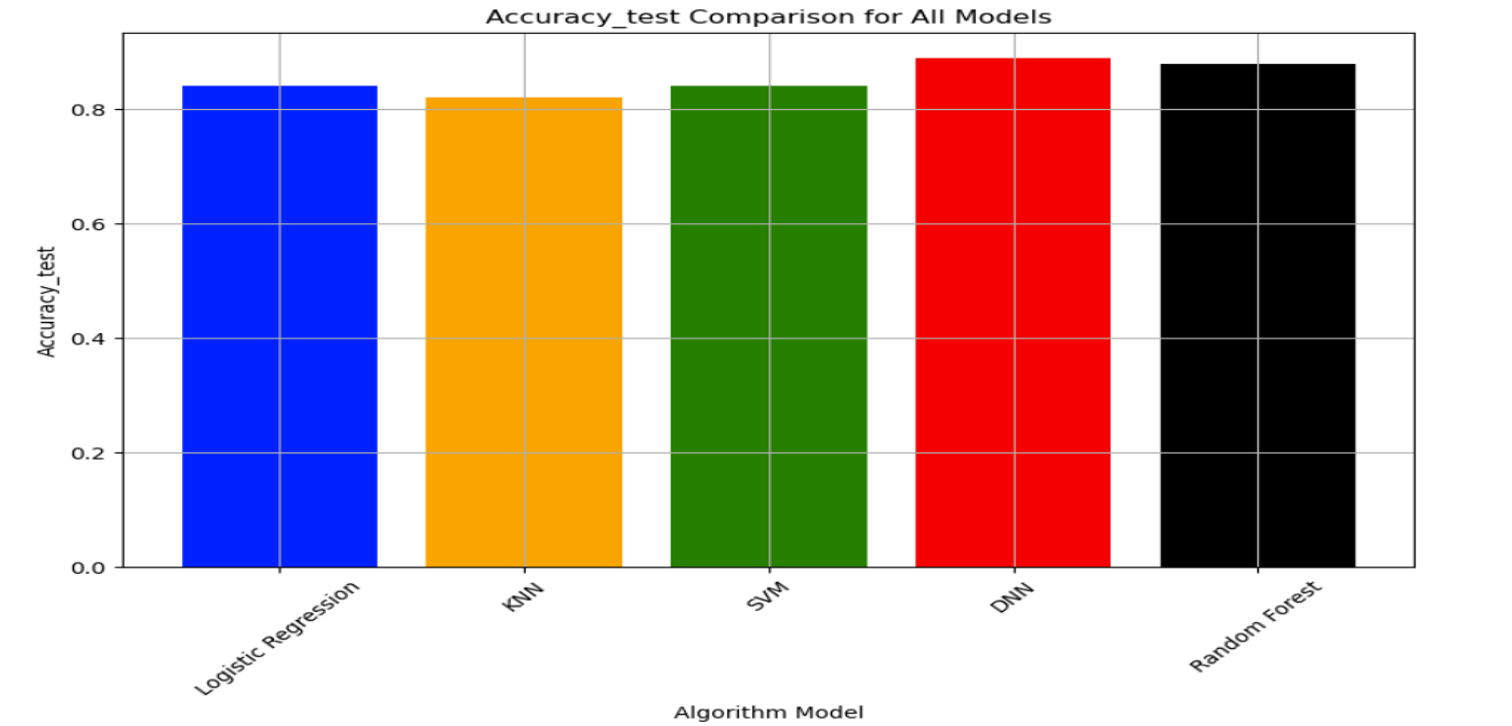 Accuracy_test Comparison for All Models
0.8
0.6
0.4
0.2
0.0
Accuracy_test
Logistic Regression
KNN
SVM
DNN
Random Forest
Algorithm Model